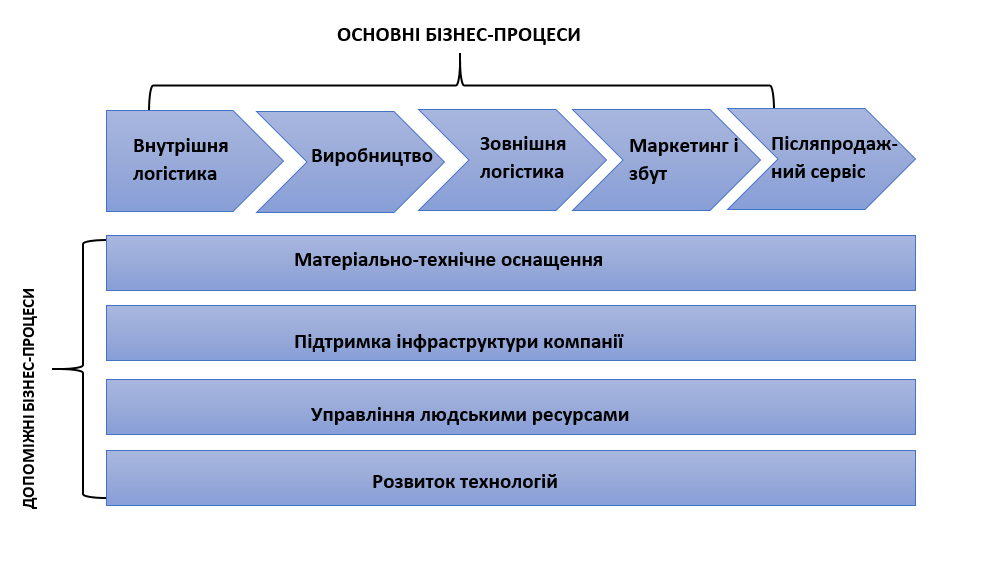 ОСНОВНІ БІЗНЕС-ПРОЦЕСИ
Внутрішня
логістика
Виробництво
Зовнішня
логістика
Маркетинг і
збут
Післяпродаж-
ний сервіс
ДОПОМІЖНІ БІЗНЕС-ПРОЦЕСИ
Матеріально-технічне оснащення
Підтримка інфраструктури компанії
Управління людськими ресурсами
Розвиток технологій